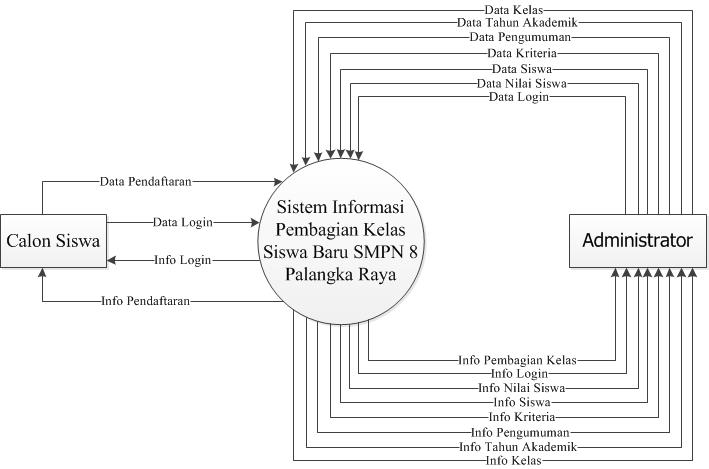 Data Kelas
Data Tahun Akademik
Data Pengumuman
Data Kriteria
Data Siswa
Data Nilai Siswa
Data Login
Data Pendaftaran
Data Login
Info Login
Info Pendaftaran
Calon Siswa
Sistem Informasi
Pembagian Kelas
Siswa Baru SMPN 8
Palangka Raya
Administrator
Info Pembagian Kelas
Info Login
Info Nilai Siswa
Info Siswa
Info Kriteria
Info Pengumuman
Info Tahun Akademik
Info Kelas